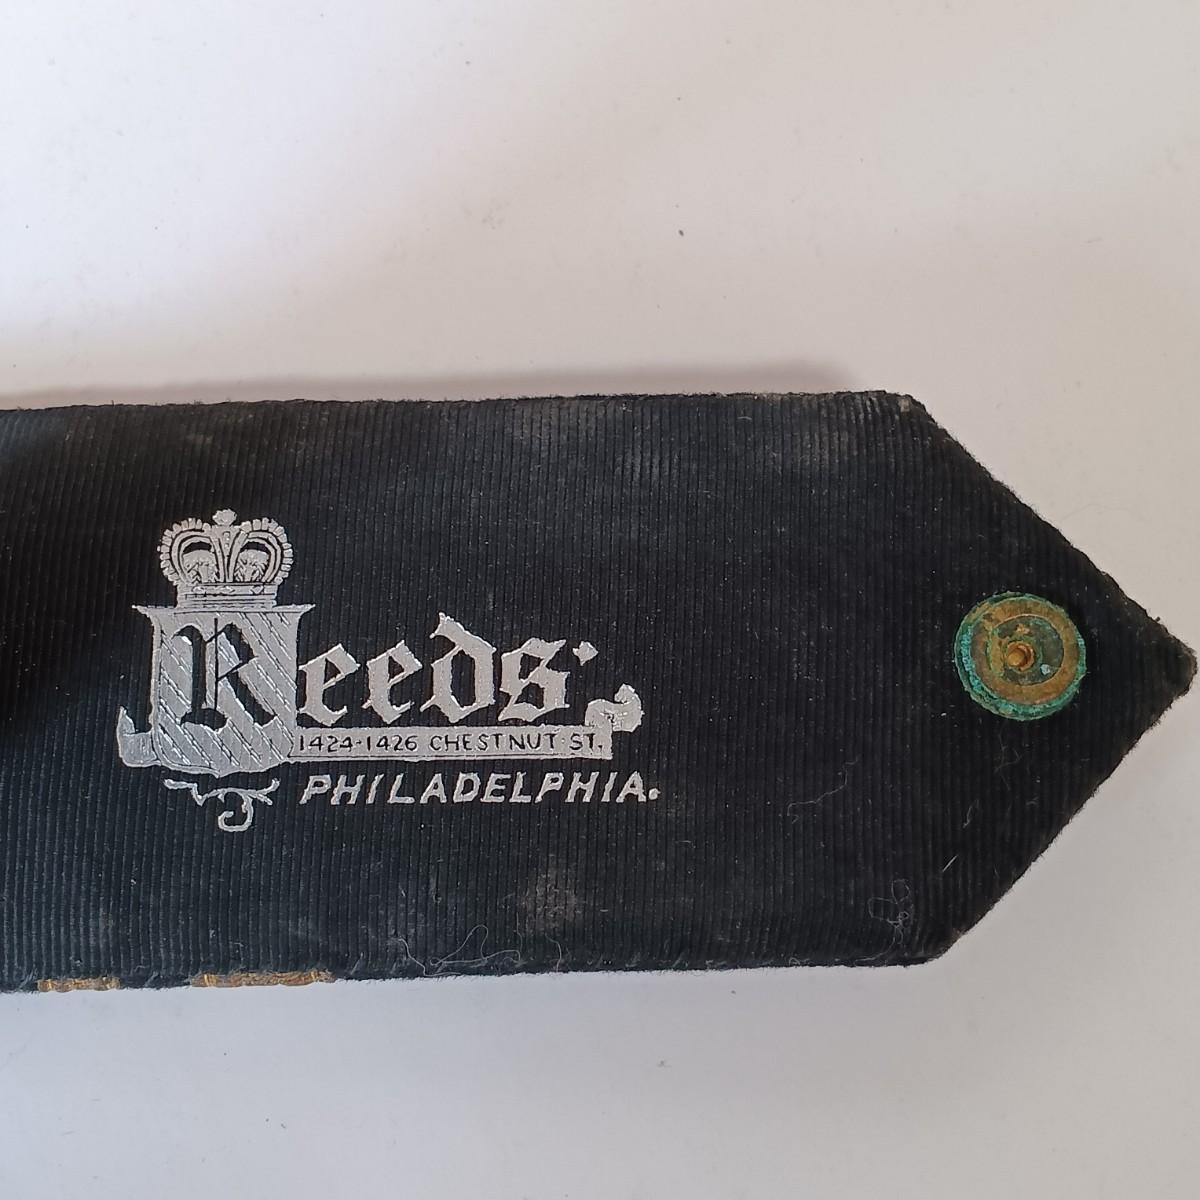 Reeds'
1424-1426 CHESTNUT ST.
PHILADELPHIA.